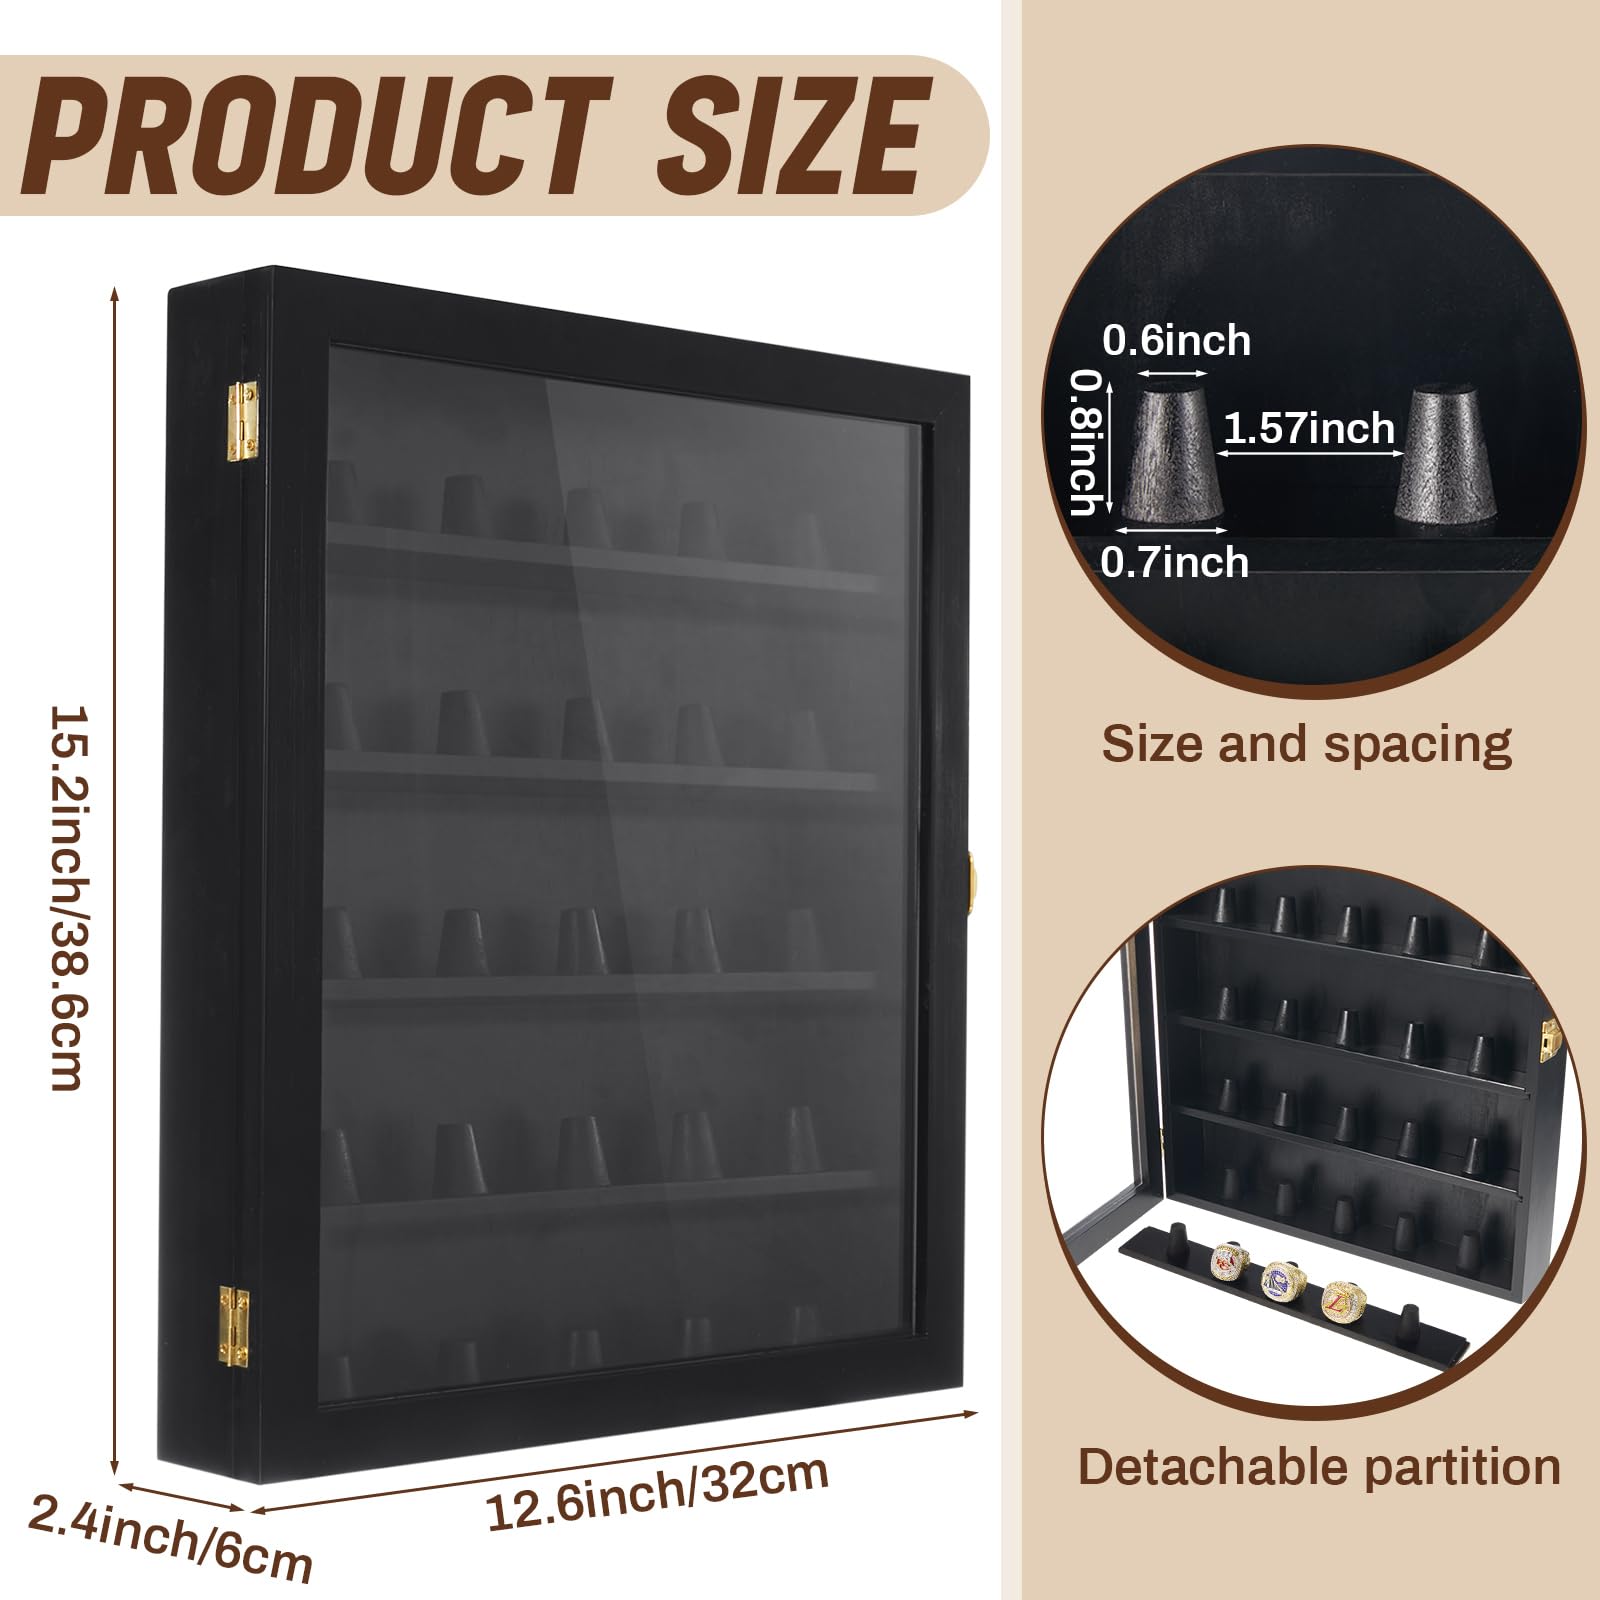 PRODUCT SIZE
15.2inch/38.6cm
2.4inch/6cm
12.6inch/32cm
0.6inch
0.8inch
1.57inch
0.7inch
Size and spacing
Detachable partition